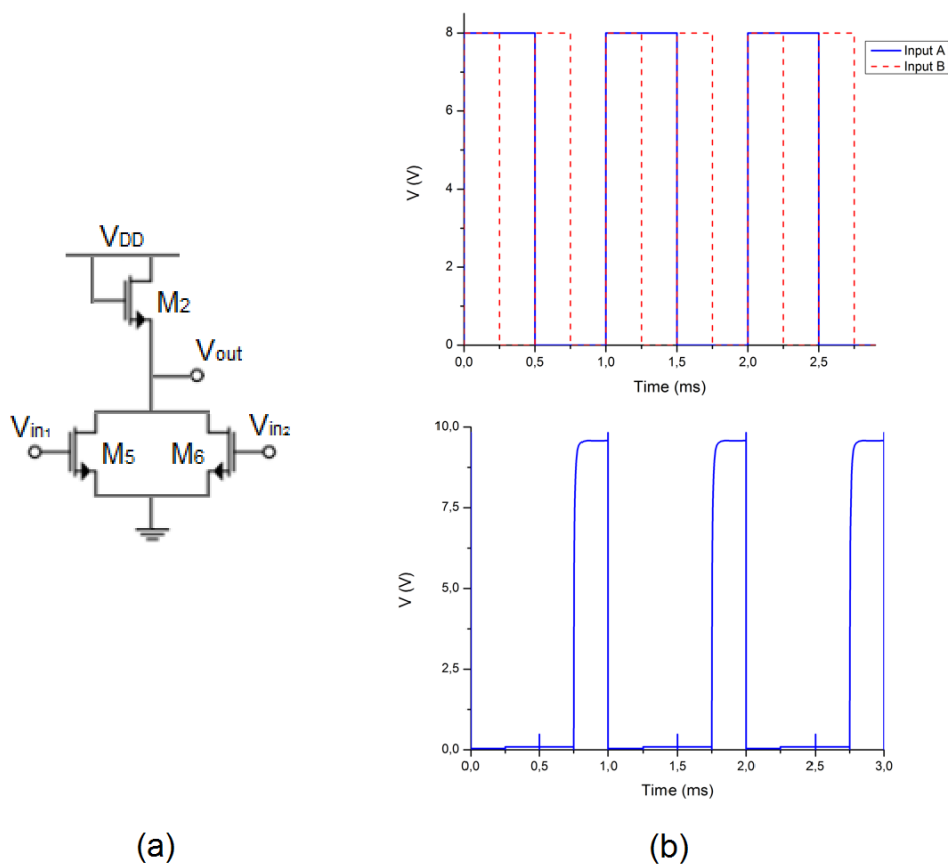 VDD
M2
Vout
Vin1
Vin2
M5
M6
(a)
8
6
4
2
0
V (V)
0,0
0,5
1,0
1,5
2,0
2,5
Time (ms)
Input A
Input B
10,0
7,5
5,0
2,5
0,0
V (V)
0,0
0,5
1,0
1,5
2,0
2,5
3,0
Time (ms)
(b)